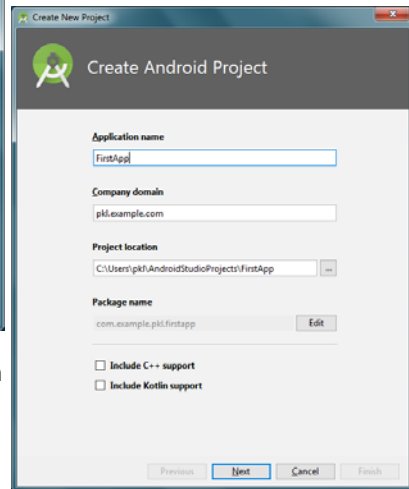 Create New Project
Create Android Project
Application name
FirstApp
Company domain
pkl.example.com
Project location
C:\Users\pkl\AndroidStudioProjects\FirstApp
...
Package name
com.example.pkl.firstapp
Edit
Include C++ support
Include Kotlin support
Previous
Next
Cancel
Finish